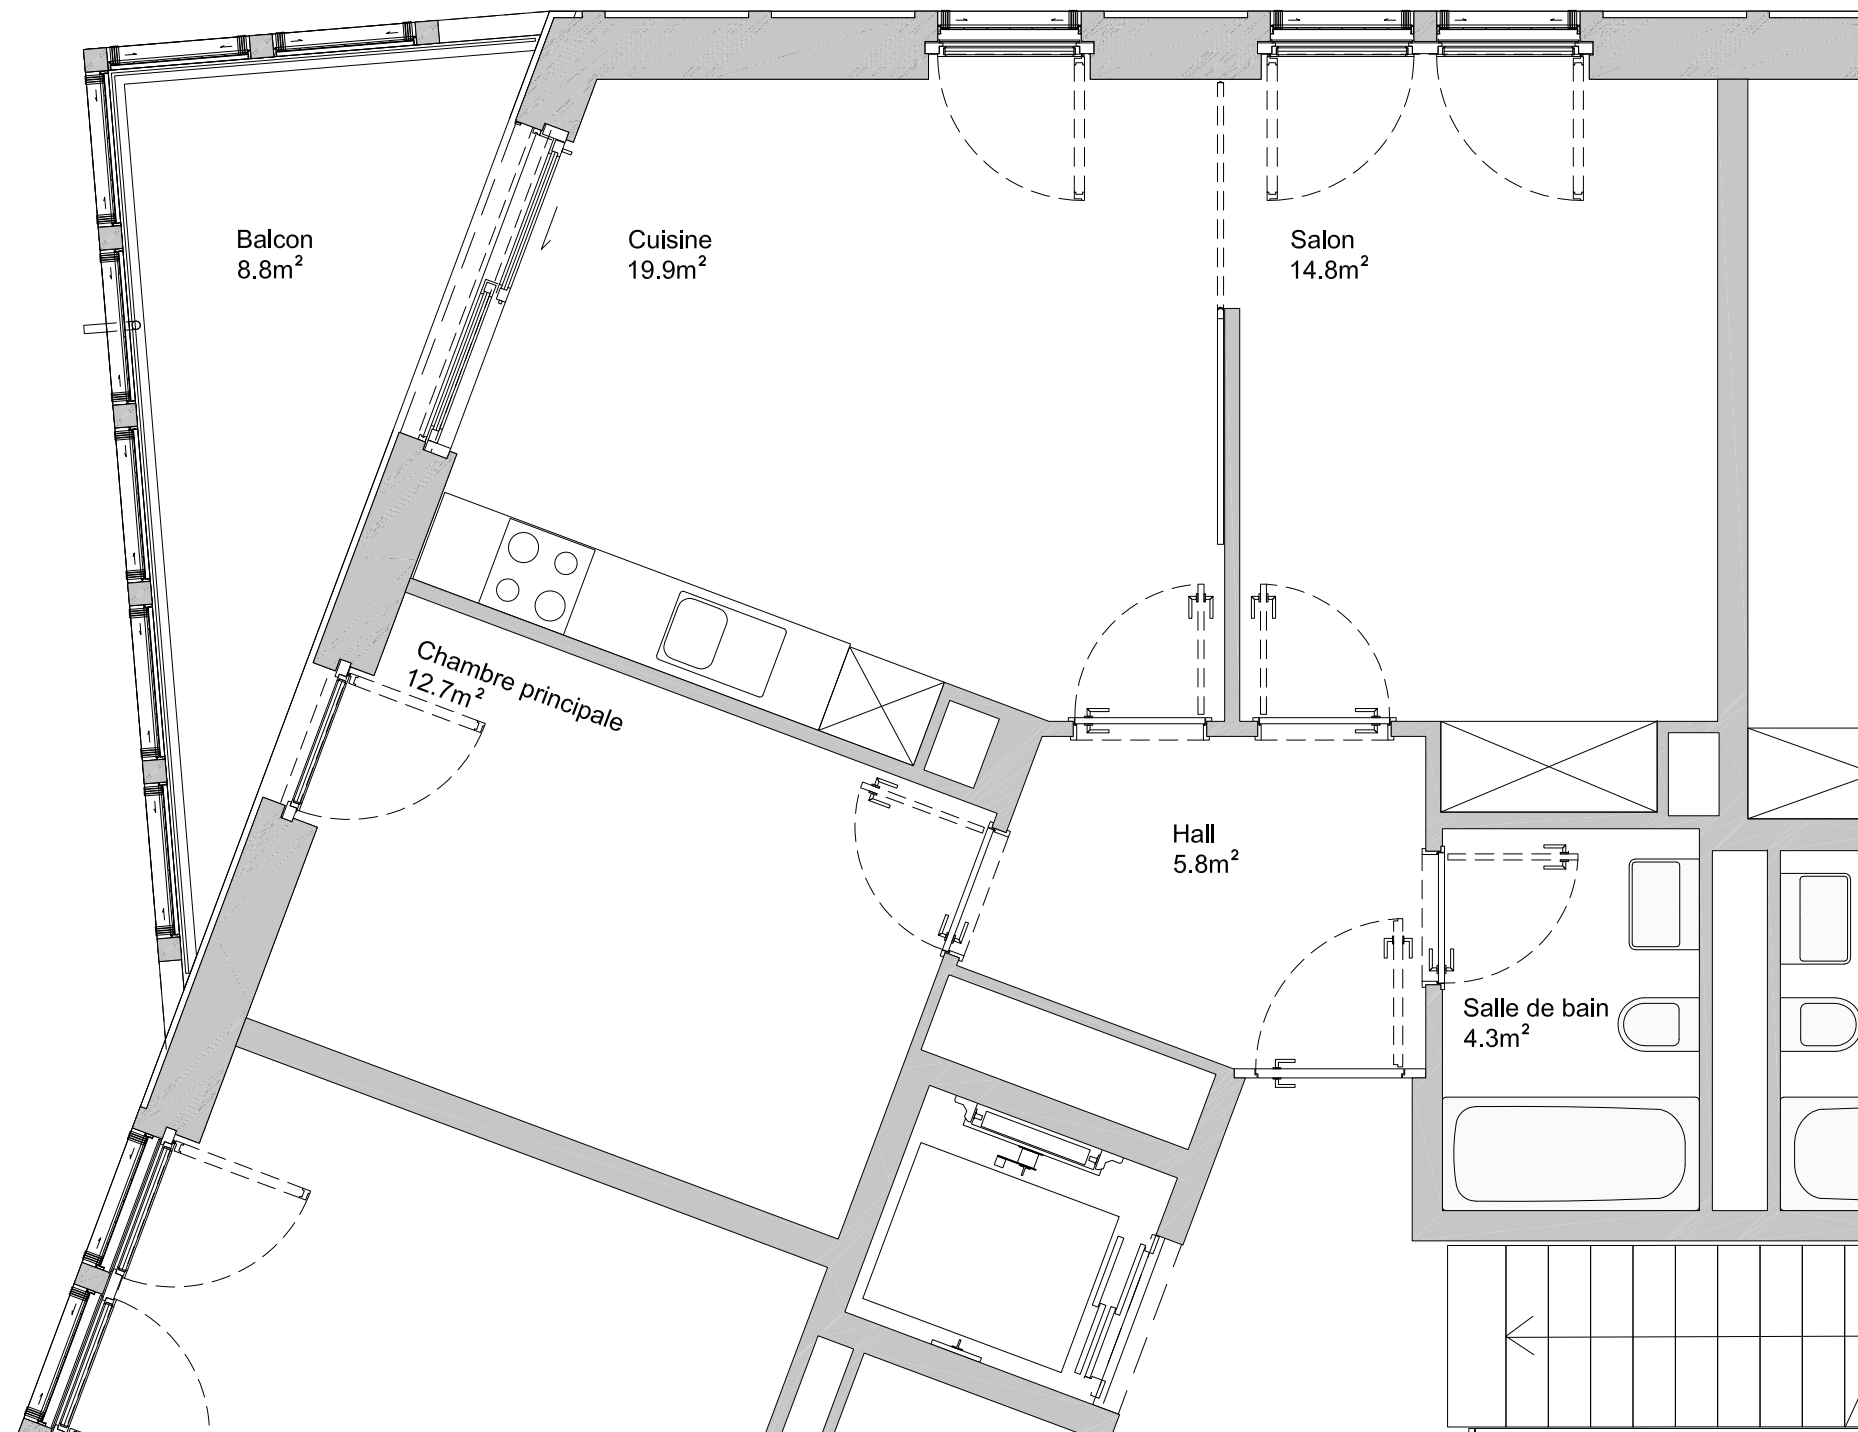 Balcon
8.8m²
Cuisine
19.9m²
Salon
14.8m²
Chambre principale
12.7m²
Hall
5.8m²
Salle de bain
4.3m²